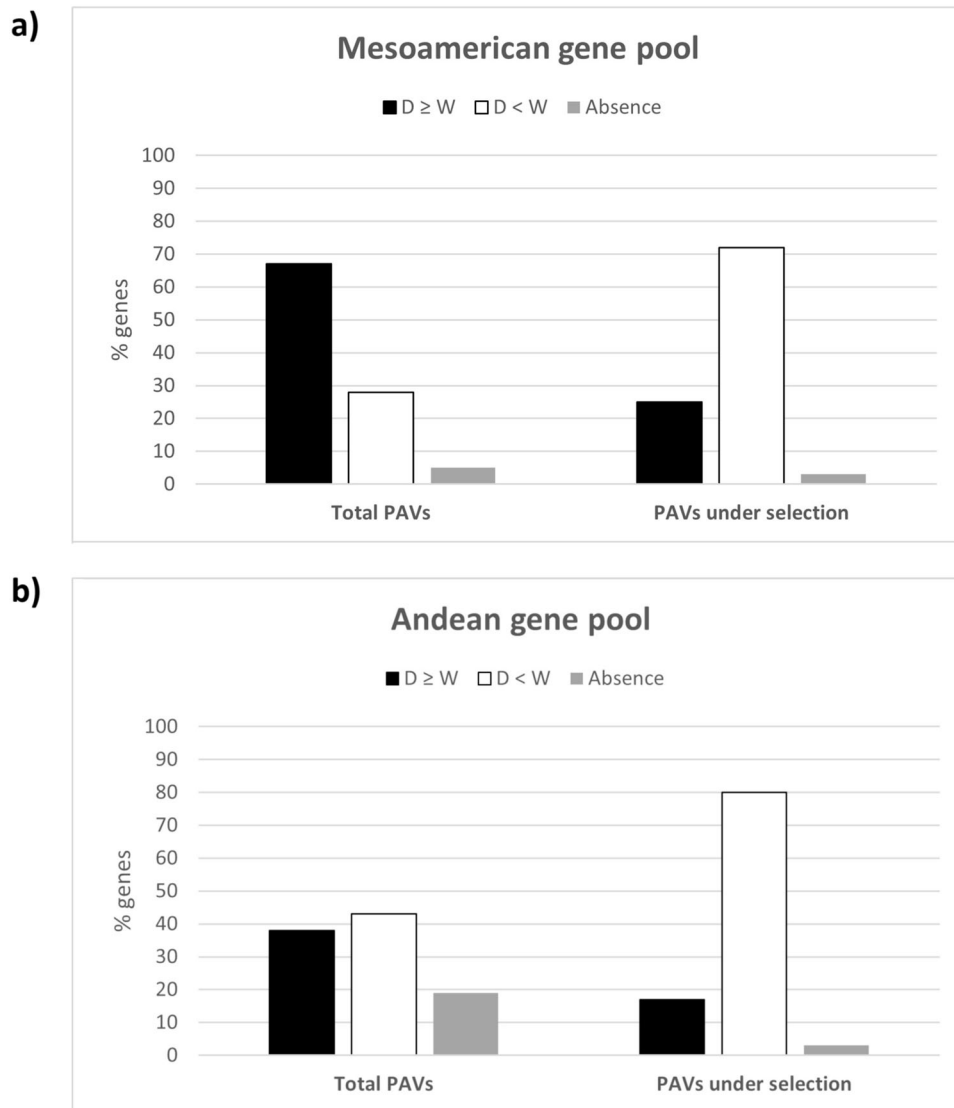 a)
Mesoamerican gene pool
D ≥ W D < W Absence
% genes
100
90
80
70
60
50
40
30
20
10
0
Total PAVs PAVs under selection
b)
Andean gene pool
D ≥ W D < W Absence
% genes
100
90
80
70
60
50
40
30
20
10
0
Total PAVs PAVs under selection